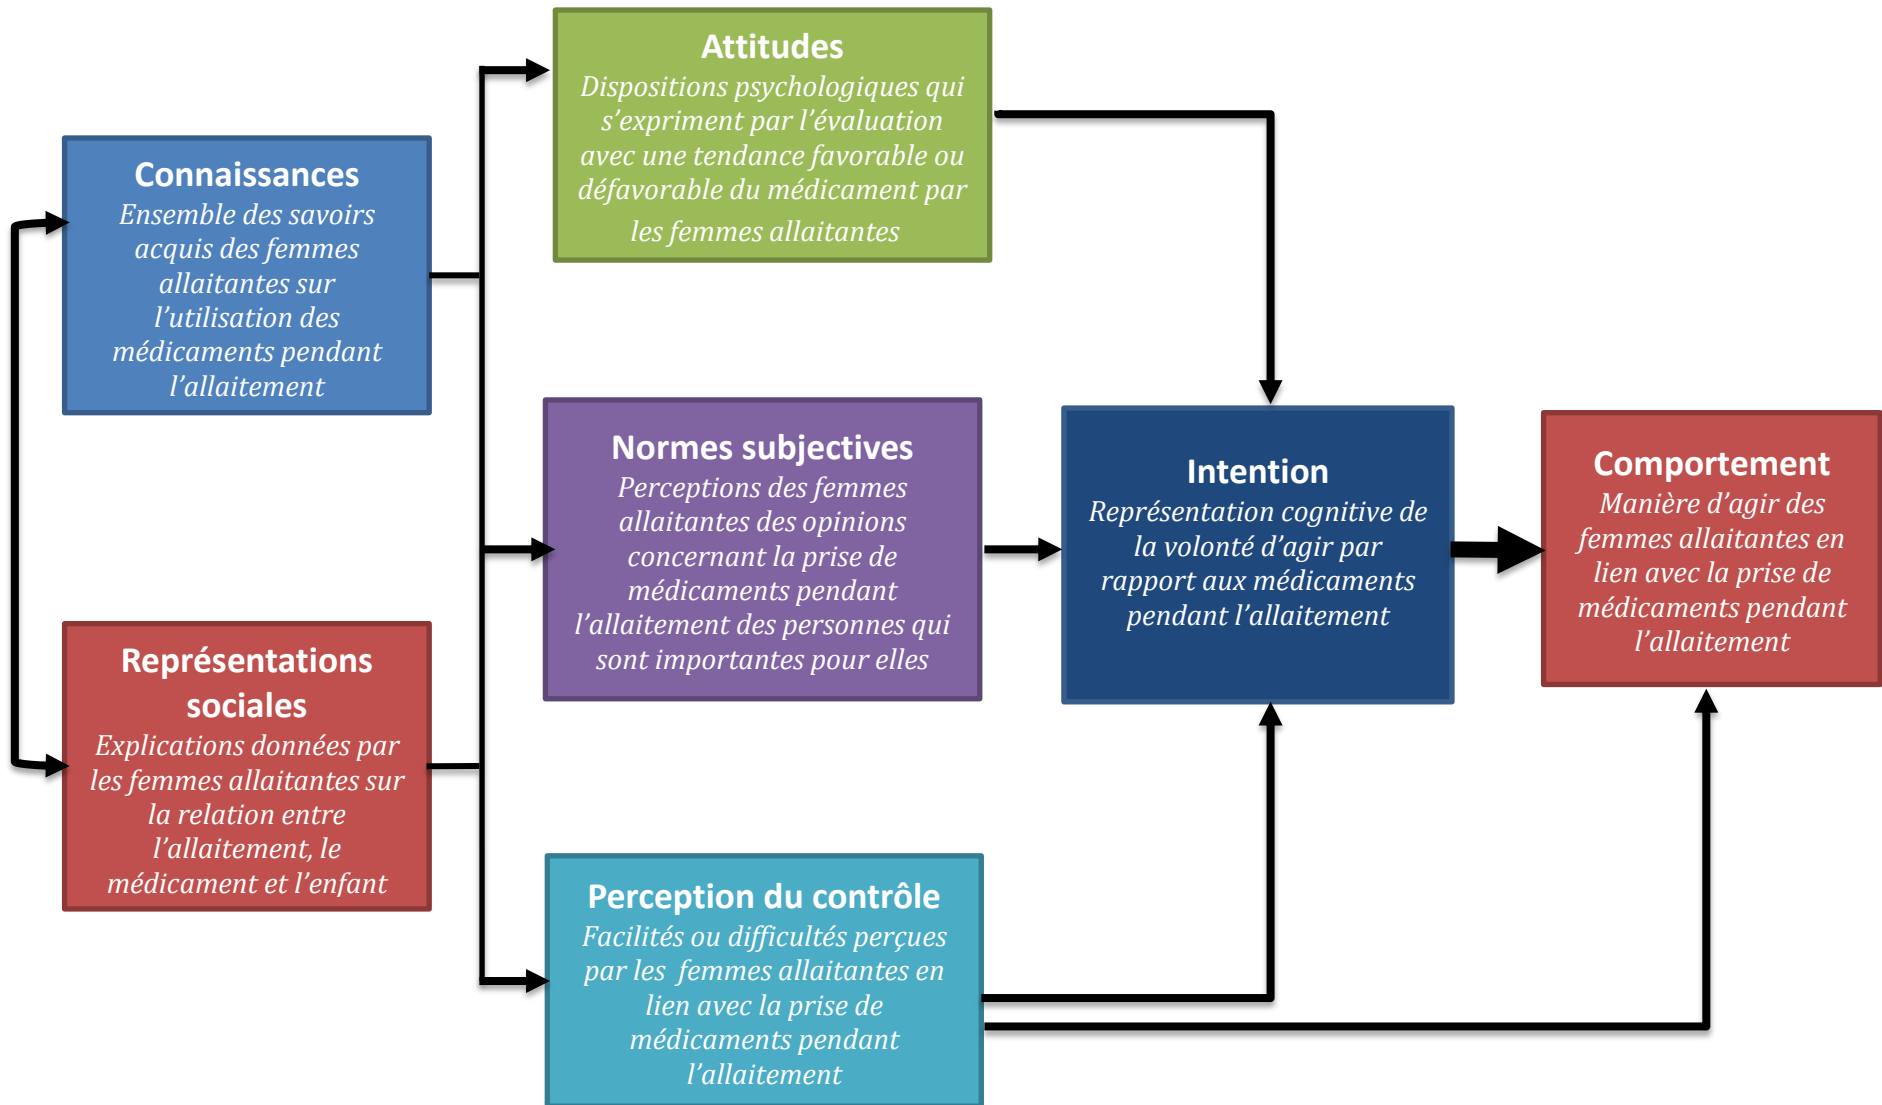 Attitudes
Dispositions psychologiques qui
s’expriment par l’évaluation
avec une tendance favorable ou
défavorable du médicament par
les femmes allaitantes
Connaissances
Ensemble des savoirs
acquis des femmes
allaitantes sur
l’utilisation des
médicaments pendant
l’allaitement
Normes subjectives
Perceptions des femmes
allaitantes des opinions
concernant la prise de
médicaments pendant
l’allaitement des personnes qui
sont importantes pour elles
Intention
Représentation cognitive de
la volonté d’agir par
rapport aux médicaments
pendant l’allaitement
Comportement
Manière d’agir des
femmes allaitantes en
lien avec la prise de
médicaments pendant
l’allaitement
Représentations
sociales
Explications données par
les femmes allaitantes sur
la relation entre
l’allaitement, le
médicament et l’enfant
Perception du contrôle
Facilités ou difficultés perçues
par les femmes allaitantes en
lien avec la prise de
médicaments pendant
l’allaitement